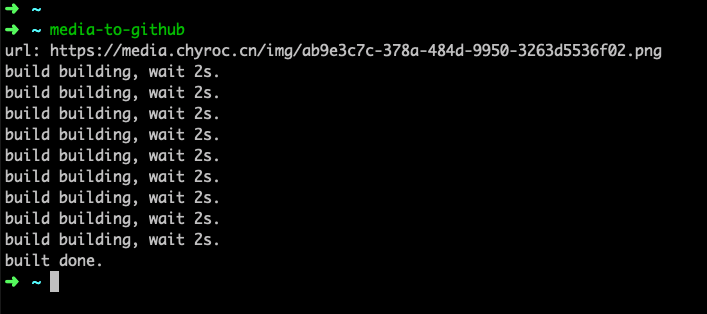 ➜ ~
➜ ~ media-to-github
url: https://media.chyroc.cn/img/ab9e3c7c-378a-484d-9950-3263d5536f02.png
build building, wait 2s.
build building, wait 2s.
build building, wait 2s.
build building, wait 2s.
build building, wait 2s.
build building, wait 2s.
build building, wait 2s.
build building, wait 2s.
build building, wait 2s.
built done.
➜ ~